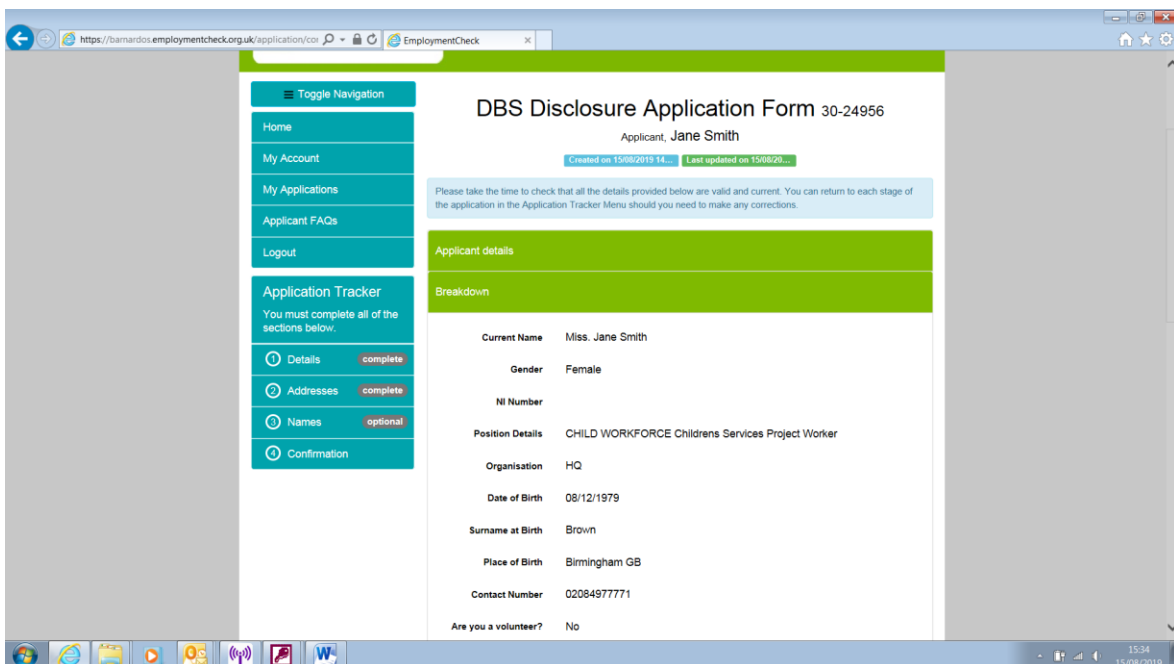 https://barnardos.employmentcheck.org.uk/application/cor
EmploymentCheck
Toggle Navigation
Home
My Account
My Applications
Applicant FAQs
Logout
Application Tracker
You must complete all of the
sections below.
1 Details complete
2 Addresses complete
3 Names optional
4 Confirmation
DBS Disclosure Application Form 30-24956
Applicant, Jane Smith
Created on 15/08/2019 14... Last updated on 15/08/20...
Please take the time to check that all the details provided below are valid and current. You can return to each stage of
the application in the Application Tracker Menu should you need to make any corrections.
Applicant details
Breakdown
Current Name Miss. Jane Smith
Gender Female
NI Number
Position Details CHILD WORKFORCE Childrens Services Project Worker
Organisation HQ
Date of Birth 08/12/1979
Surname at Birth Brown
Place of Birth Birmingham GB
Contact Number 02084977771
Are you a volunteer? No
15:34
15/08/2019